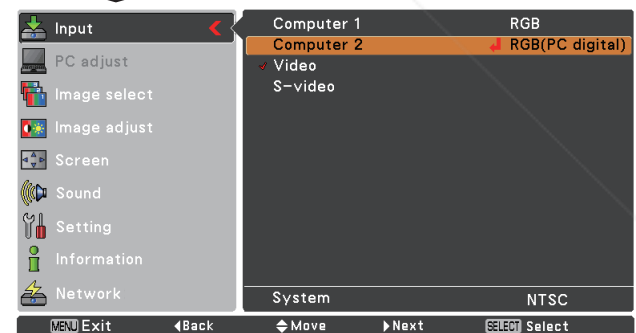 Input
PC adjust
Image select
Image adjust
Screen
Sound
Setting
Information
Network
Computer 1 RGB
Computer 2 RGB(PC digital)
Video
S-video
System NTSC
MENU Exit Back Move Next SELECT Select